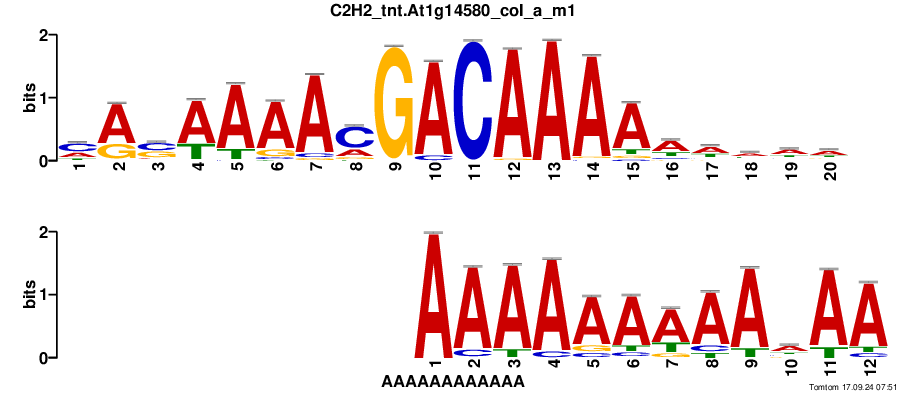 C2H2_tnt.At1g14580_col_a_m1
2
1
0
bits
1 2 3 4 5 6 7 8 9 10 11 12 13 14 15 16 17 18 19 20
2
1
0
bits
1 2 3 4 5 6 7 8 9 10 11 12
AAAAAAAAAAAA
Tomtom 17.09.24 07:51